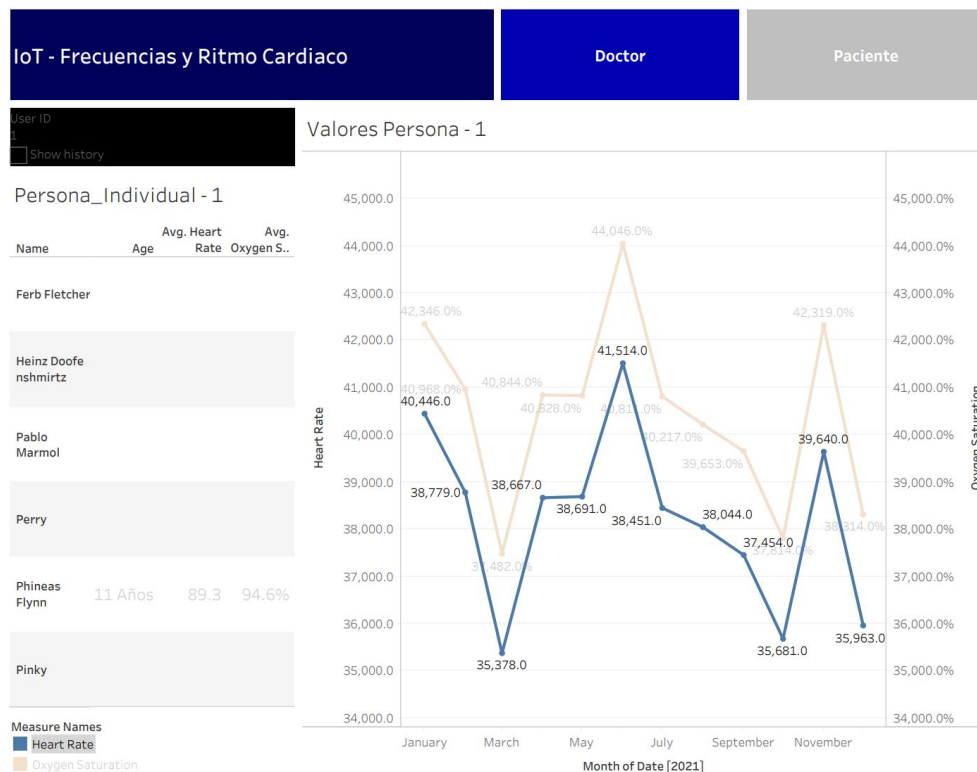 IoT - Frecuencias y Ritmo Cardiaco
Doctor
Paciente
User ID
1
Show history
Persona_Individual - 1
Name
Age
Avg. Heart
Rate
Avg.
Oxygen S..
Ferb Fletcher
Heinz Doofe
nshmirtz
Pablo
Marmol
Perry
Phineas
Flynn
11 Años
89.3
94.6%
Pinky
Measure Names
Heart Rate
Oxygen Saturation
Valores Persona - 1
Heart Rate
45,000.0
44,000.0
43,000.0
42,000.0
41,000.0
40,000.0
39,000.0
38,000.0
37,000.0
36,000.0
35,000.0
34,000.0
42,346.0%
40,968.0%
37,482.0%
40,844.0%
40,828.0%
44,046.0%
40,811.0%
40,217.0%
39,653.0%
37,814.0%
42,319.0%
38,314.0%
40,446.0
38,779.0
35,378.0
38,667.0
38,691.0
41,514.0
38,451.0
38,044.0
37,454.0
35,681.0
39,640.0
35,963.0
45,000.0%
44,000.0%
43,000.0%
42,000.0%
41,000.0%
40,000.0%
39,000.0%
38,000.0%
37,000.0%
36,000.0%
35,000.0%
34,000.0%
Oxygen Saturation
January
March
May
July
September
November
Month of Date [2021]